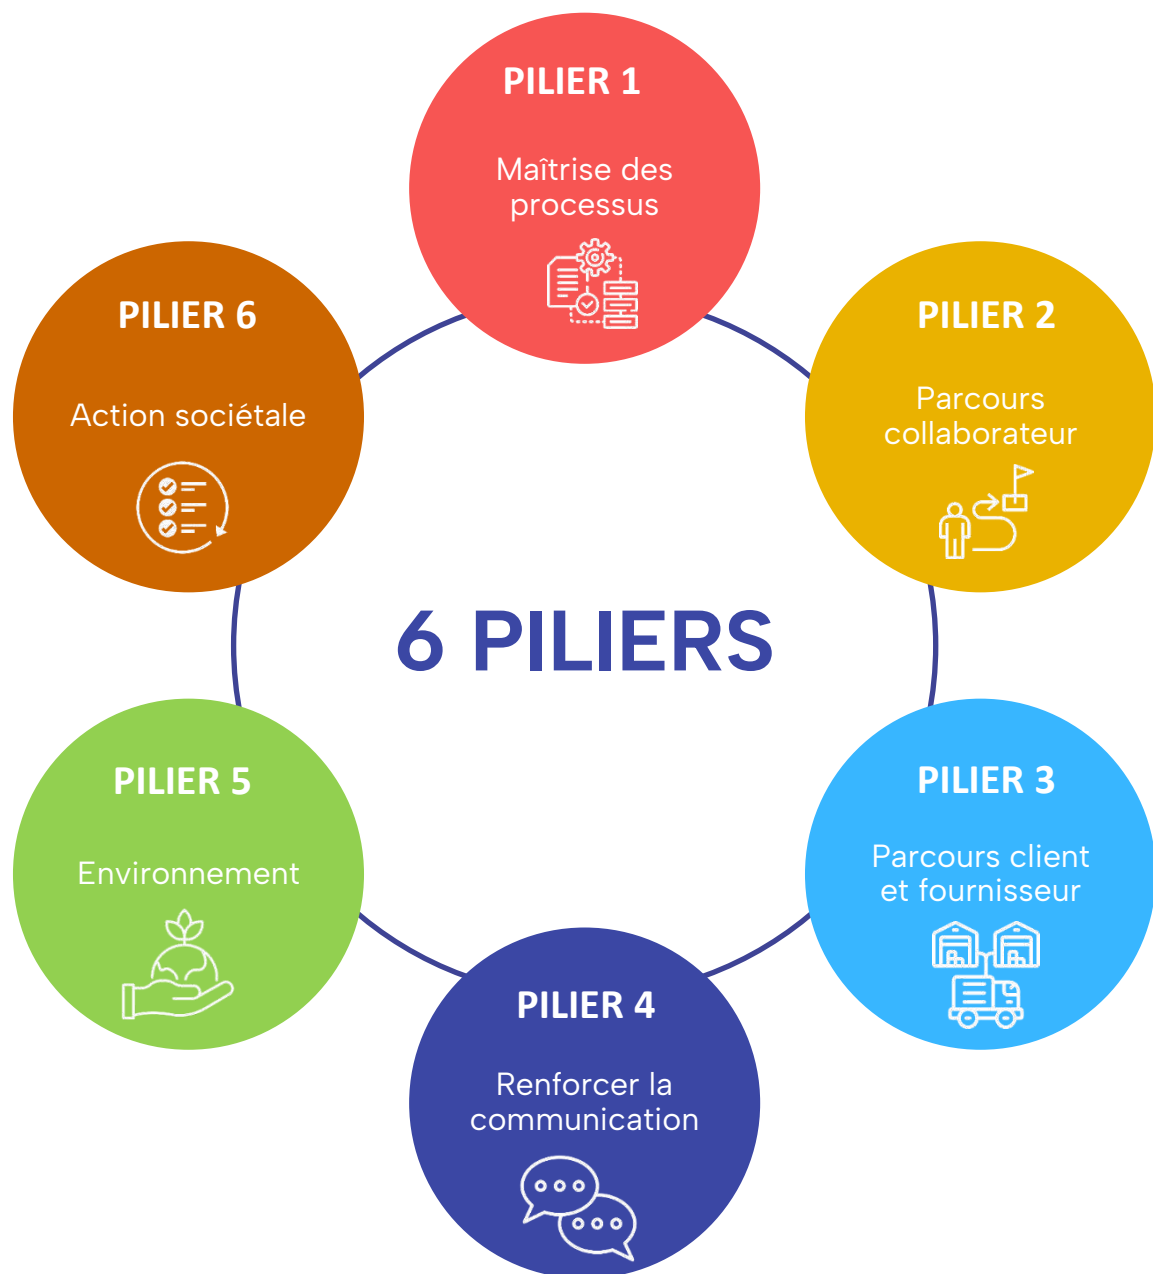 PILIER 1
Maîtrise des
processus
PILIER 2
Parcours
collaborateur
PILIER 3
Parcours client
et fournisseur
PILIER 4
Renforcer la
communication
PILIER 5
Environnement
PILIER 6
Action sociétale
6 PILIERS